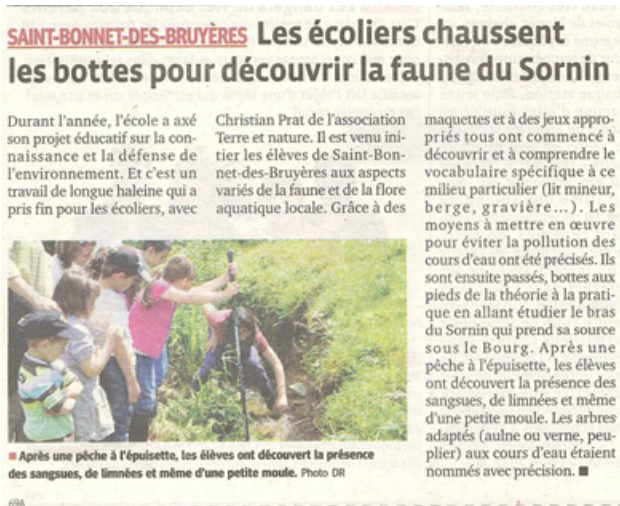 SAINT-BONNET-DES-BRUYÈRES Les écoliers chaussent
les bottes pour découvrir la faune du Sornin
Durant l'année, l'école a axé
son projet éducatif sur la con-
naissance et la défense de
l'environnement. Et c'est un
travail de longue haleine qui a
pris fin pour les écoliers, avec
Christian Prat de l'association
Terre et nature. Il est venu ini-
tier les élèves de Saint-Bon-
net-des-Bruyères aux aspects
variés de la faune et de la flore
aquatique locale. Grâce à des
maquettes et à des jeux appro-
priés tous ont commencé à
découvrir et à comprendre le
vocabulaire spécifique à ce
milieu particulier (lit mineur,
berge, gravière...). Les
moyens à mettre en œuvre
pour éviter la pollution des
cours d'eau ont été précisés. Ils
sont ensuite passés, bottes aux
pieds de la théorie à la prati-
que en allant étudier le bras
du Sornin qui prend sa source
sous le Bourg. Après une
pêche à l'épuisette, les élèves
ont découvert la présence des
sangsues, de limnées et même
d'une petite moule. Les arbres
adaptés (aulne ou verne, peu-
plier) aux cours d'eau étaient
nommés avec précision. ■
■ Après une pêche à l'épuisette, les élèves ont découvert la présence
des sangsues, de limnées et même d'une petite moule. Photo DR
69A